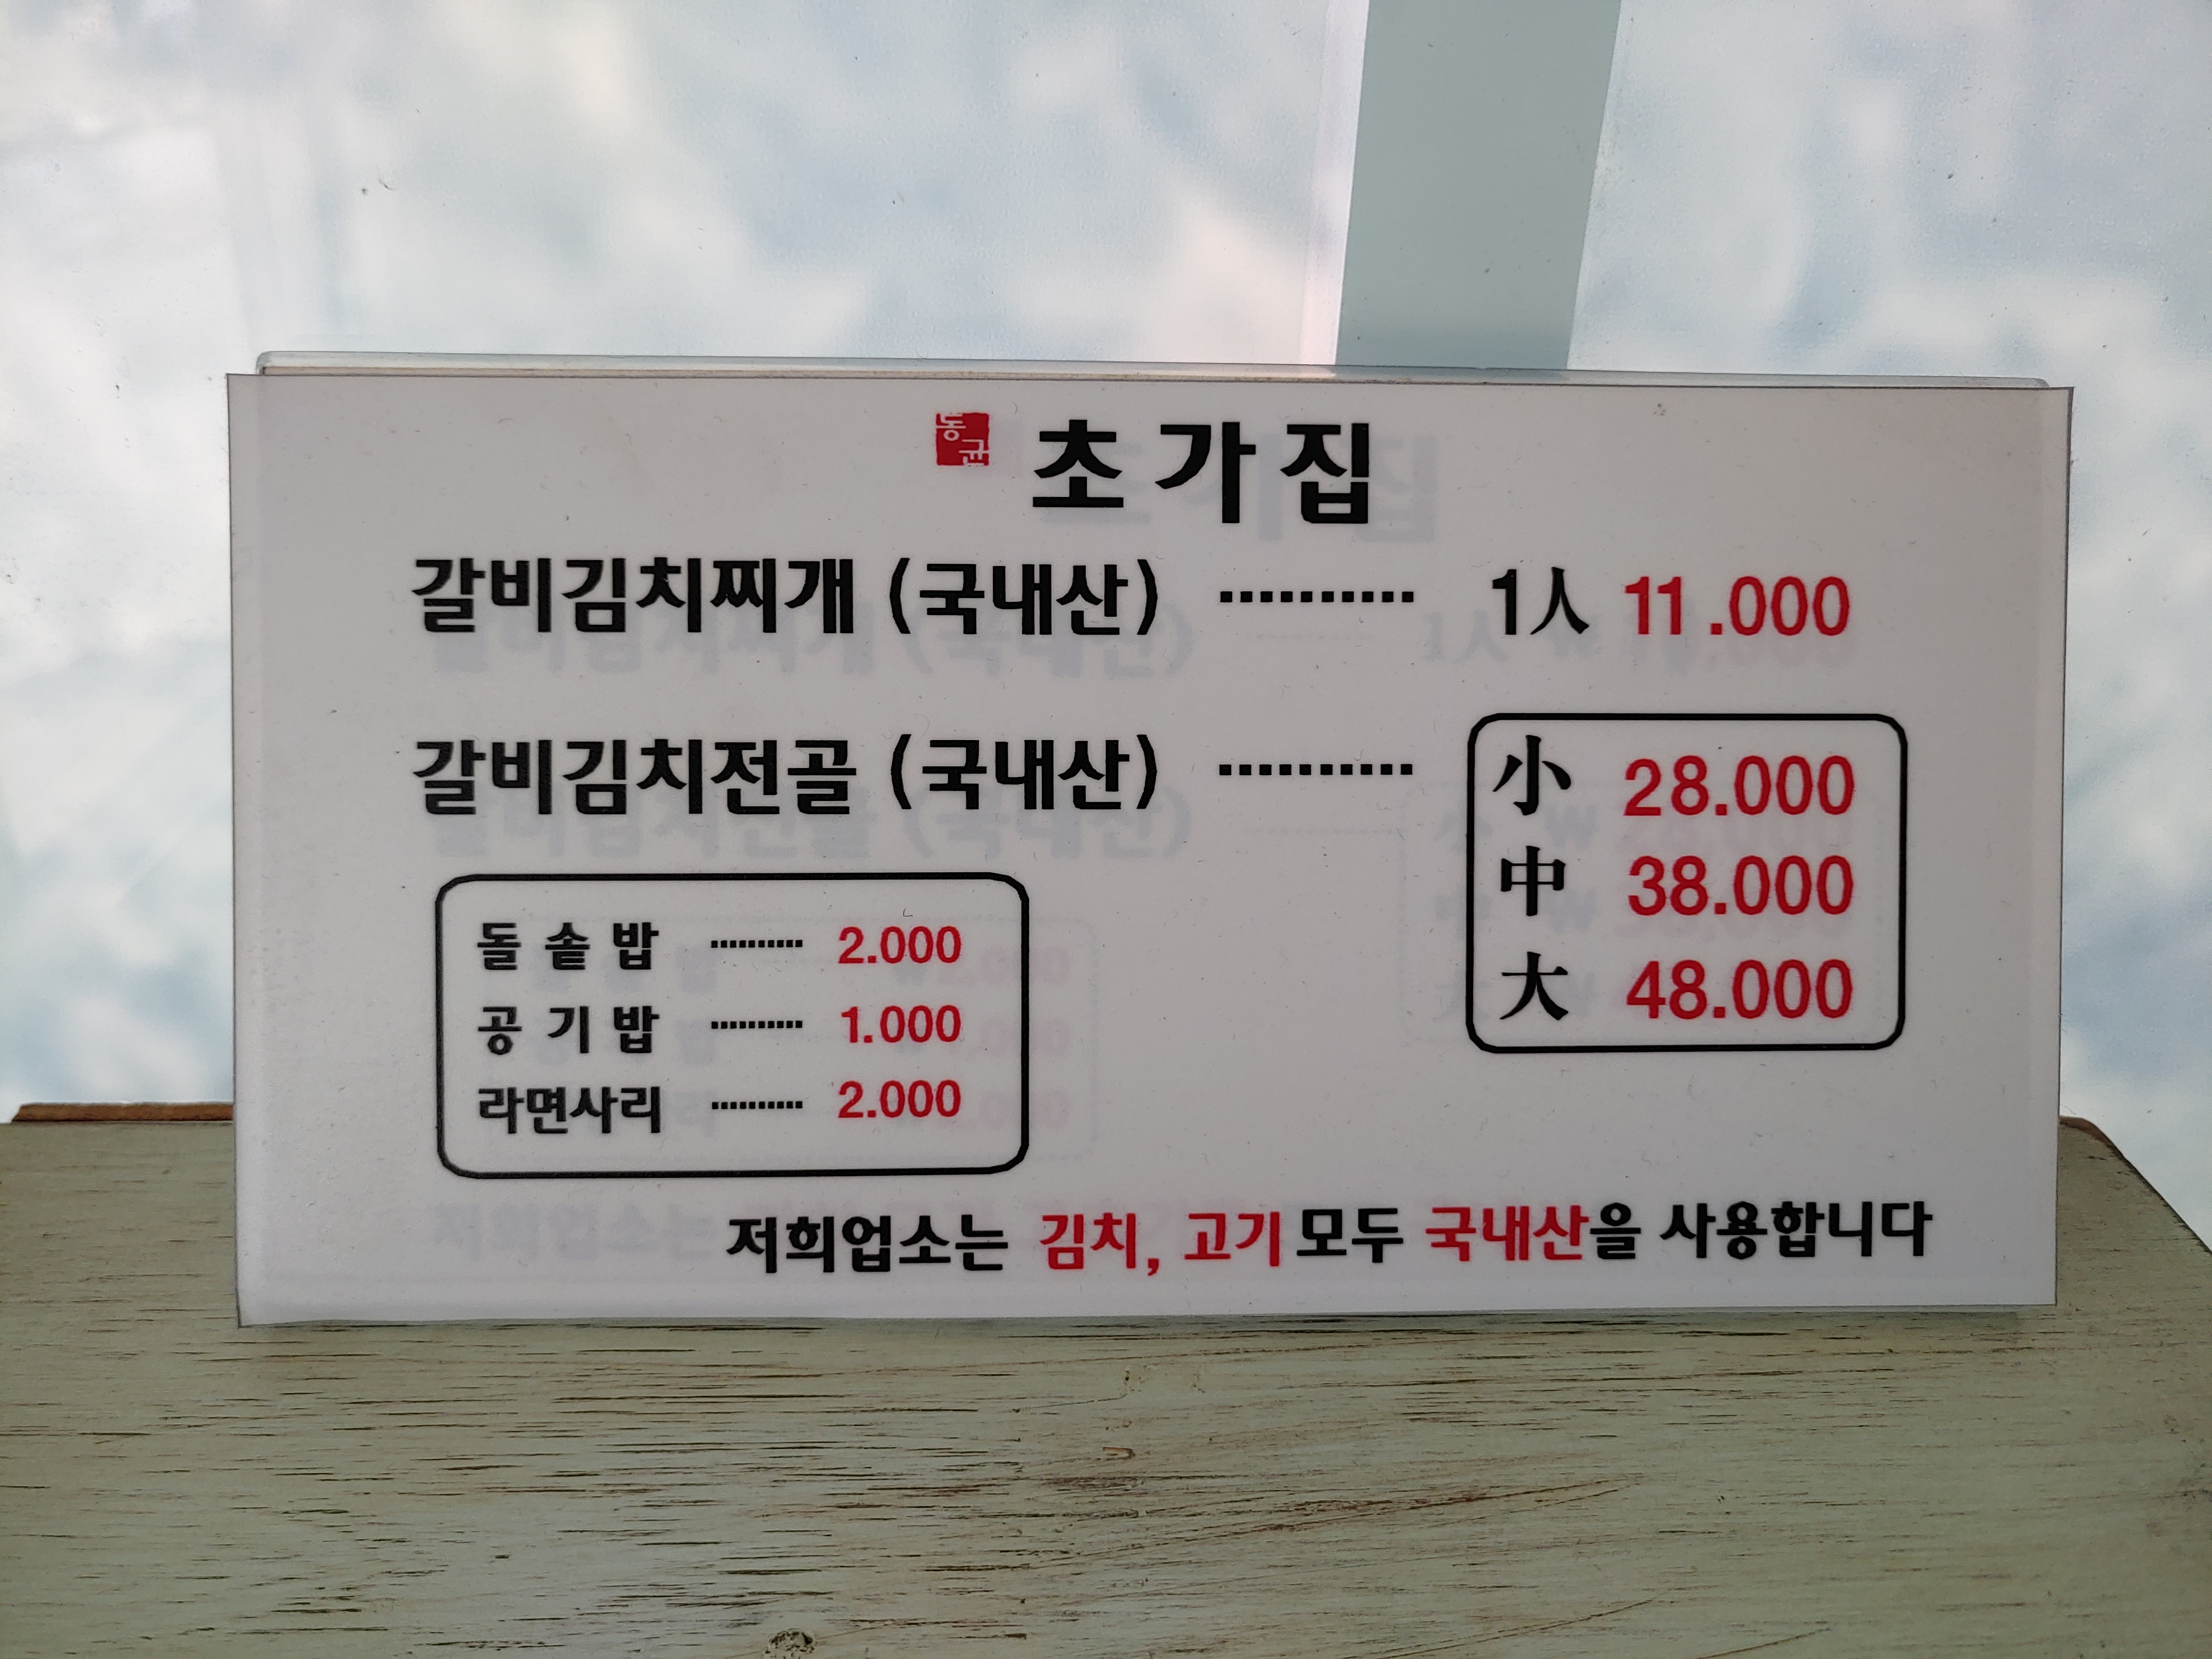 동균 초가집
갈비김치찌개 (국내산) ·········· 1人 11.000
갈비김치전골 (국내산) ·········· 小 28.000
中 38.000
大 48.000
돌솥밥 ·········· 2.000
공기밥 ·········· 1.000
라면사리 ·········· 2.000
저희업소는 김치, 고기 모두 국내산을 사용합니다